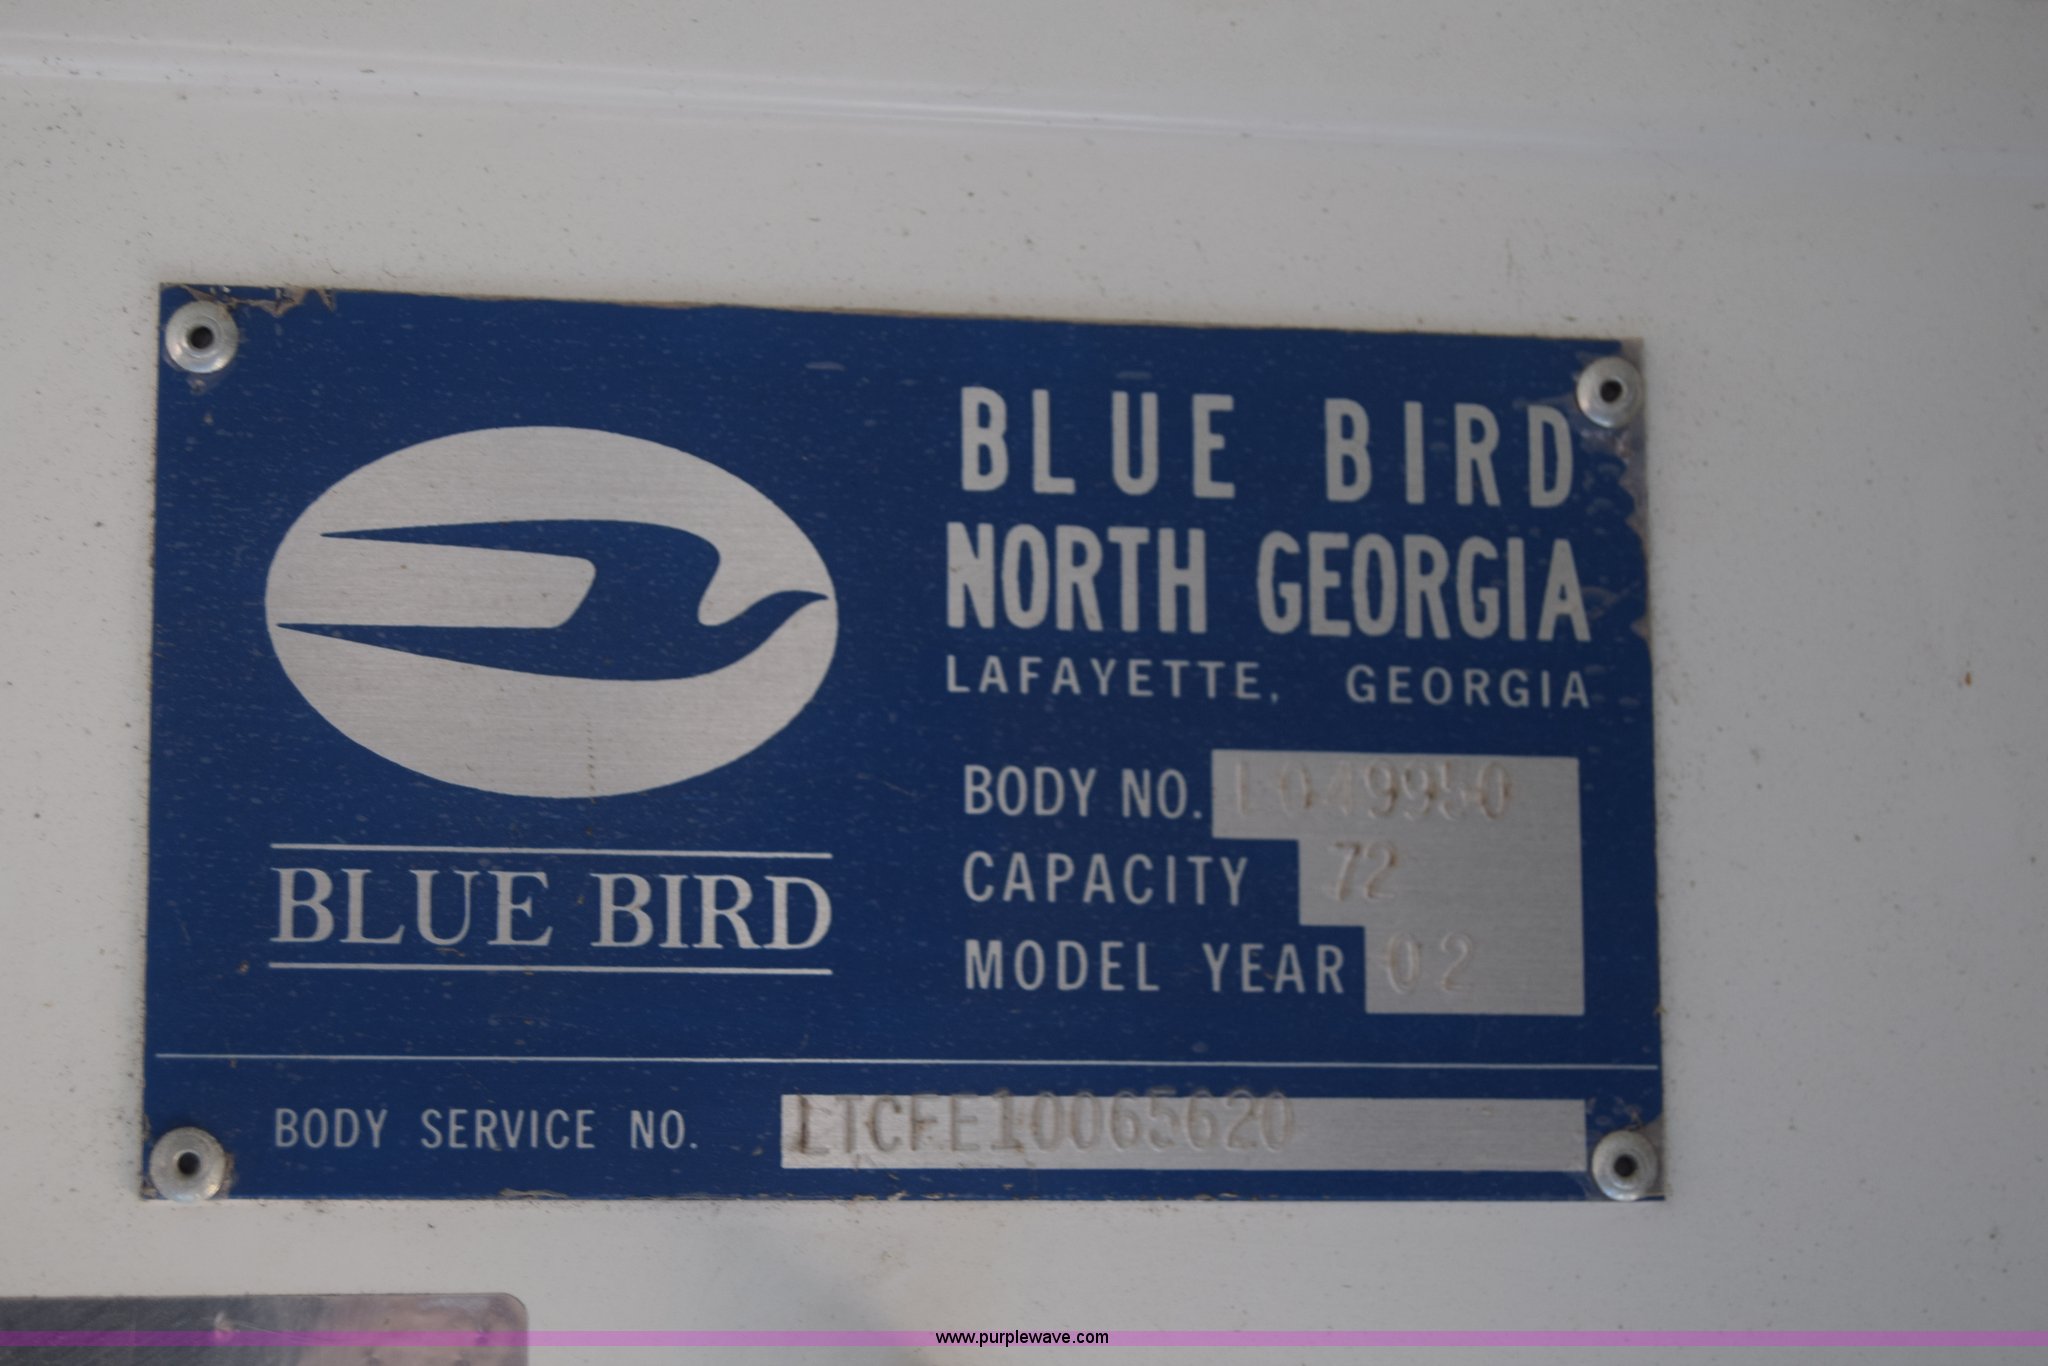 BLUE BIRD
NORTH GEORGIA
LAFAYETTE, GEORGIA
BODY NO. L049950
CAPACITY 72
MODEL YEAR 02
BLUE BIRD
BODY SERVICE NO. LTCFE10065620
www.purplewave.com